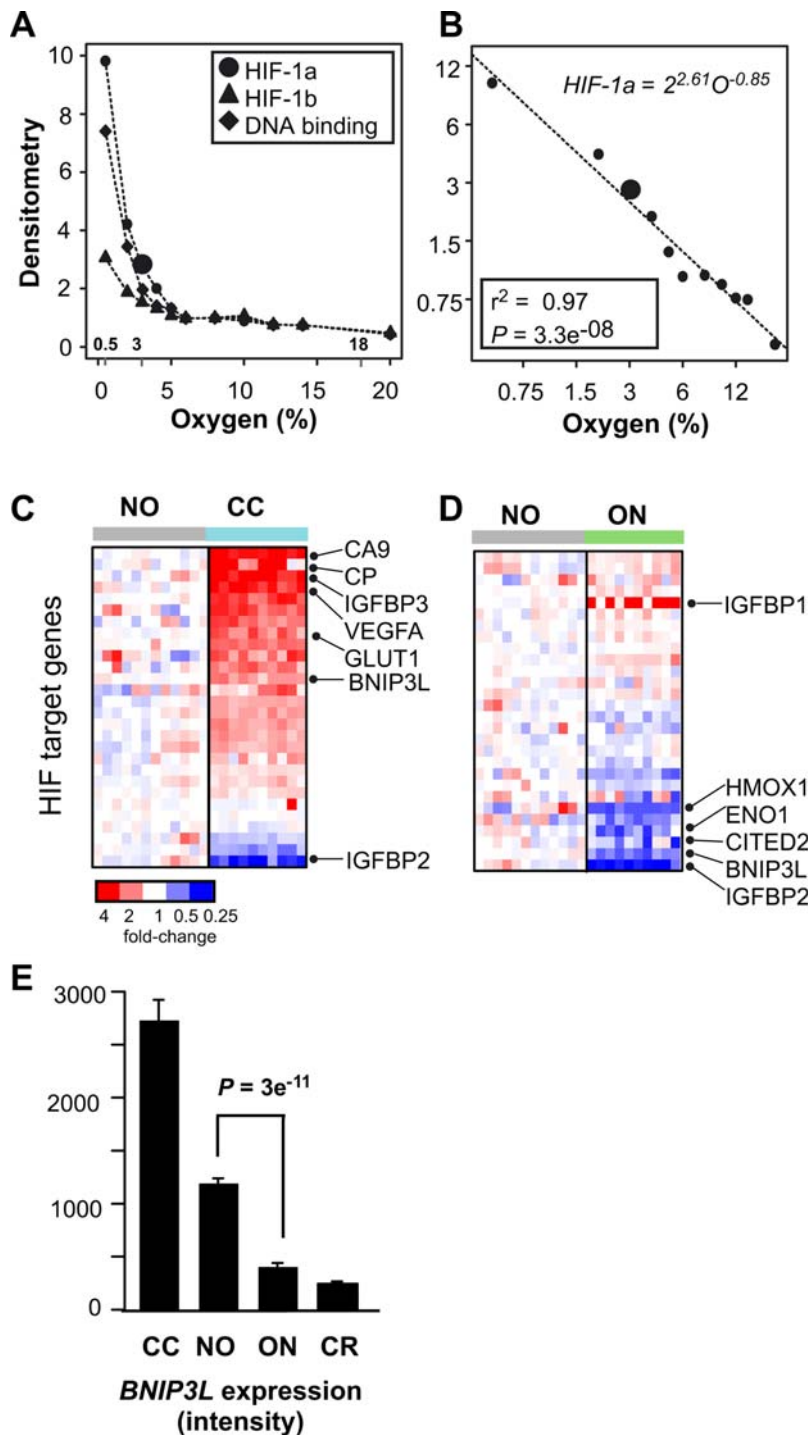 A
Densitometry
10
8
6
4
2
0
HIF-1a
HIF-1b
DNA binding
0.5
3
18
0
5
10
15
20
Oxygen (%)
B
12
6
3
1.5
0.75
HIF-1a = 2^2.61 O^-0.85
r² = 0.97
P = 3.3e^-08
0.75
1.5
3
6
12
Oxygen (%)
C
NO
CC
HIF target genes
CA9
CP
IGFBP3
VEGFA
GLUT1
BNIP3L
IGFBP2
4 2 1 0.5 0.25
fold-change
D
NO
ON
IGFBP1
HMOX1
ENO1
CITED2
BNIP3L
IGFBP2
E
3000
2000
1000
0
P = 3e^-11
CC
NO
ON
CR
BNIP3L expression
(intensity)